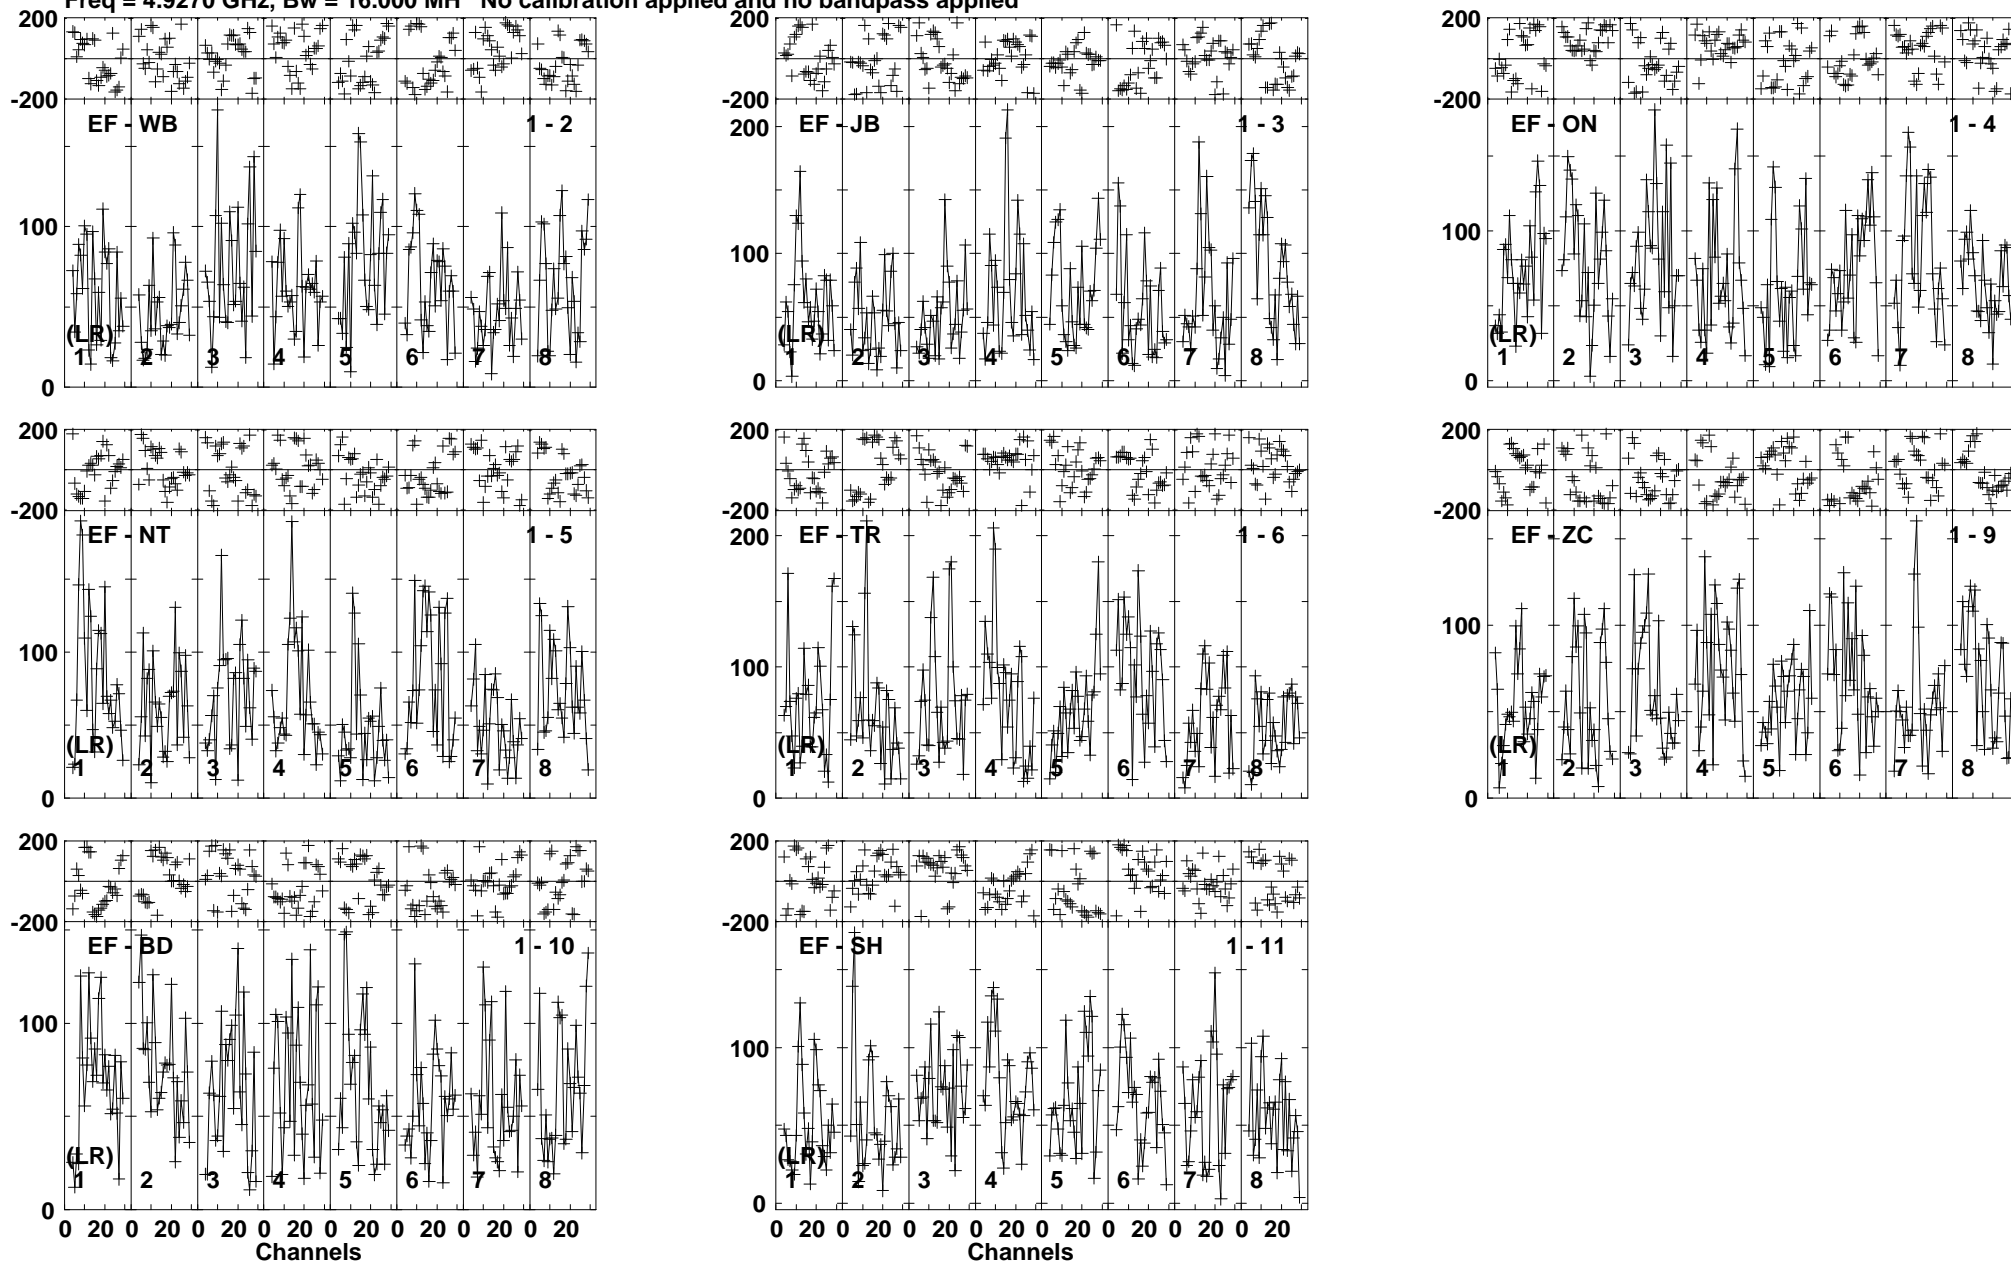 Freq = 4.9270 GHz, Bw = 16.000 MH No calibration applied and no bandpass applied
200 200 200
-200 -200 -200
EF - WB 1 - 2 EF - JB 1 - 3 EF - ON 1 - 4
200
100 100 100
(LR) (LR) (LR)
1 2 3 4 5 6 7 8 1 2 3 4 5 6 7 8 1 2 3 4 5 6 7 8
0 0 0
200 200 200
-200 -200 -200
EF - NT 1 - 5 EF - TR 1 - 6 EF - ZC 1 - 9
200
100 100 100
(LR) (LR) (LR)
1 2 3 4 5 6 7 8 1 2 3 4 5 6 7 8 1 2 3 4 5 6 7 8
0 0 0
200 200
-200 -200
EF - BD 1 - 10 EF - SH 1 - 11
100 100
(LR) (LR)
1 2 3 4 5 6 7 8 1 2 3 4 5 6 7 8
0 0
0 20 0 20 0 20 0 20 0 20 0 20 0 20 0 20 0 20 0 20 0 20 0 20 0 20 0 20 0 20 0 20
Channels Channels